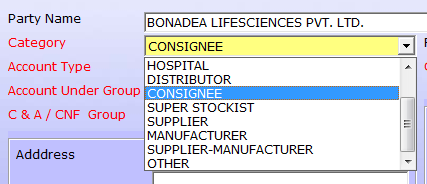 Party Name BONADEA LIFESCIENCES PVT. LTD.
Category CONSIGNEE
Account Type HOSPITAL
DISTRIBUTOR
Account Under Group CONSIGNEE
C & A / CNF Group SUPER STOCKIST
SUPPLIER
MANUFACTURER
Adddress SUPPLIER-MANUFACTURER
OTHER